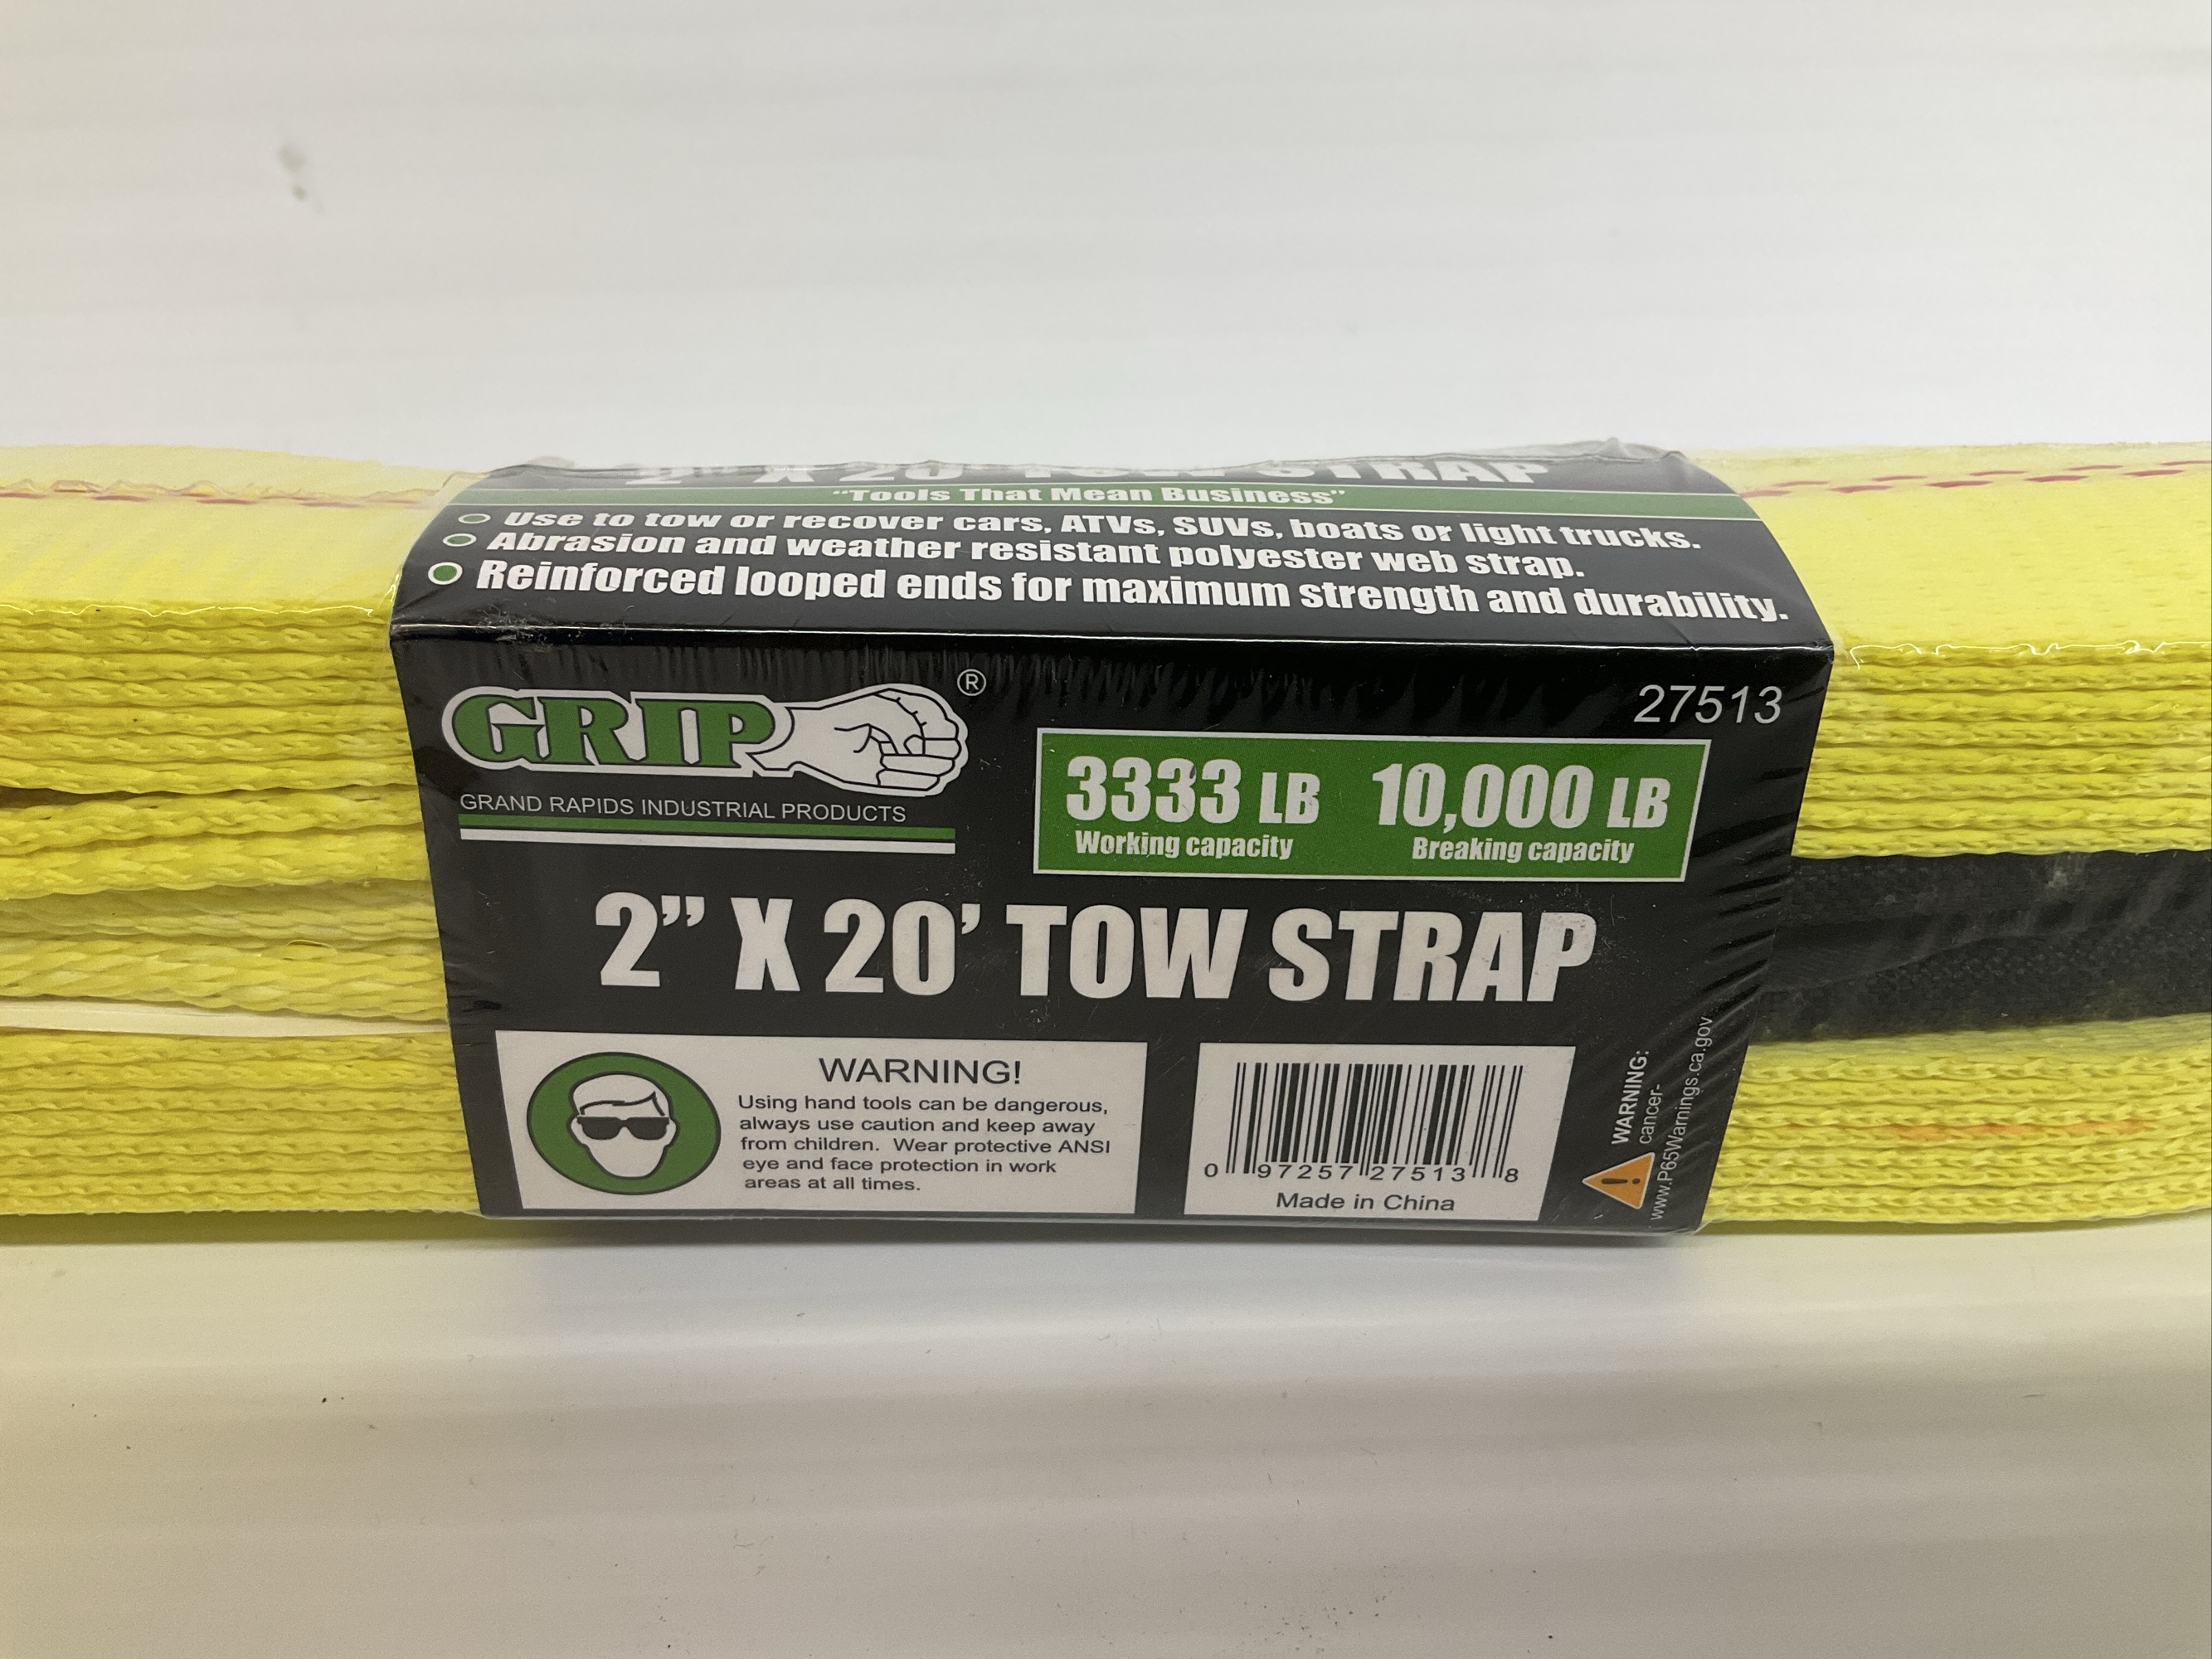 2" X 20' TOW STRAP
"Tools That Mean Business"
Use to tow or recover cars, ATVs, SUVs, boats or light trucks.
Abrasion and weather resistant polyester web strap.
Reinforced looped ends for maximum strength and durability.
GRIP®
GRAND RAPIDS INDUSTRIAL PRODUCTS
27513
3333 LB 10,000 LB
Working capacity Breaking capacity
2" X 20' TOW STRAP
WARNING!
Using hand tools can be dangerous,
always use caution and keep away
from children. Wear protective ANSI
eye and face protection in work
areas at all times.
0 97257 27513 8
Made in China
WARNING:
cancer-
www.P65Warnings.ca.gov